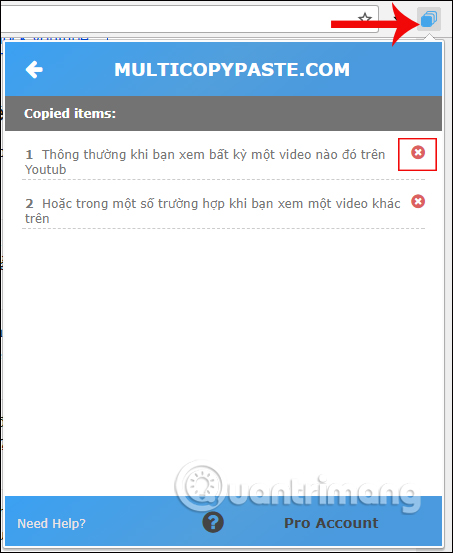 MULTICOPYPASTE.COM
Copied items:
1 Thông thường khi bạn xem bất kỳ một video nào đó trên
Youtub
2 Hoặc trong một số trường hợp khi bạn xem một video khác
trên
Quantrimang
Need Help? ? Pro Account